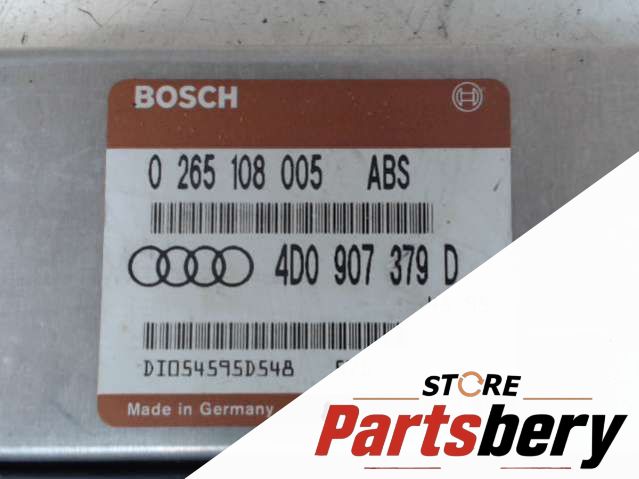 BOSCH
0 265 108 005 ABS
4D0 907 379 D
DI054595D548
Made in Germany
STORE
Partsbery